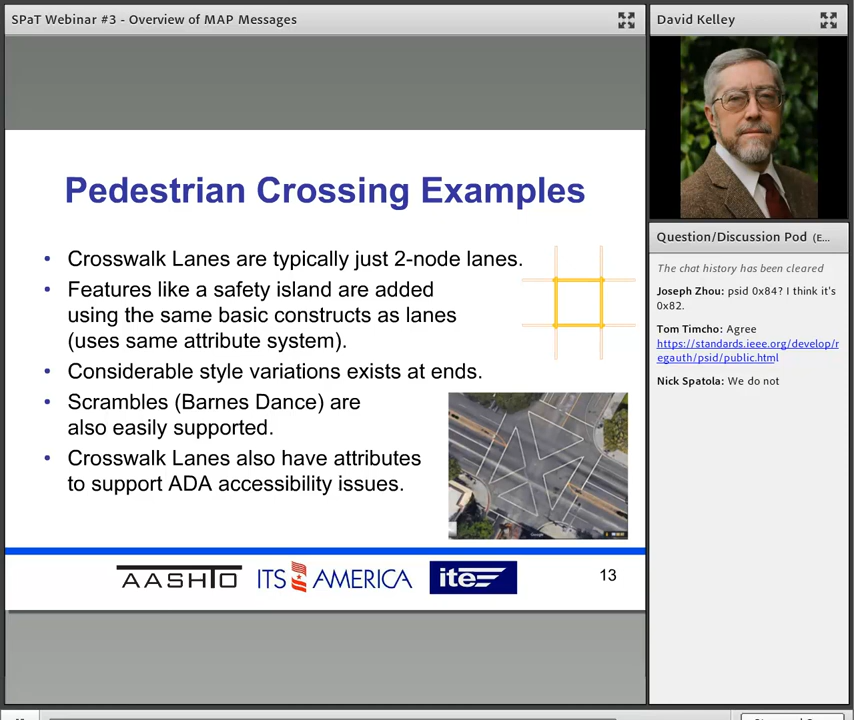 SPaT Webinar #3 - Overview of MAP Messages
Pedestrian Crossing Examples
• Crosswalk Lanes are typically just 2-node lanes.
• Features like a safety island are added
using the same basic constructs as lanes
(uses same attribute system).
• Considerable style variations exists at ends.
• Scrambles (Barnes Dance) are
also easily supported.
• Crosswalk Lanes also have attributes
to support ADA accessibility issues.
AASHTO
ITS AMERICA
ite
13
David Kelley
Question/Discussion Pod (E...
The chat history has been cleared
Joseph Zhou: psid 0x84? I think it's
0x82.
Tom Timcho: Agree
https://standards.ieee.org/develop/r
egauth/psid/public.html
Nick Spatola: We do not